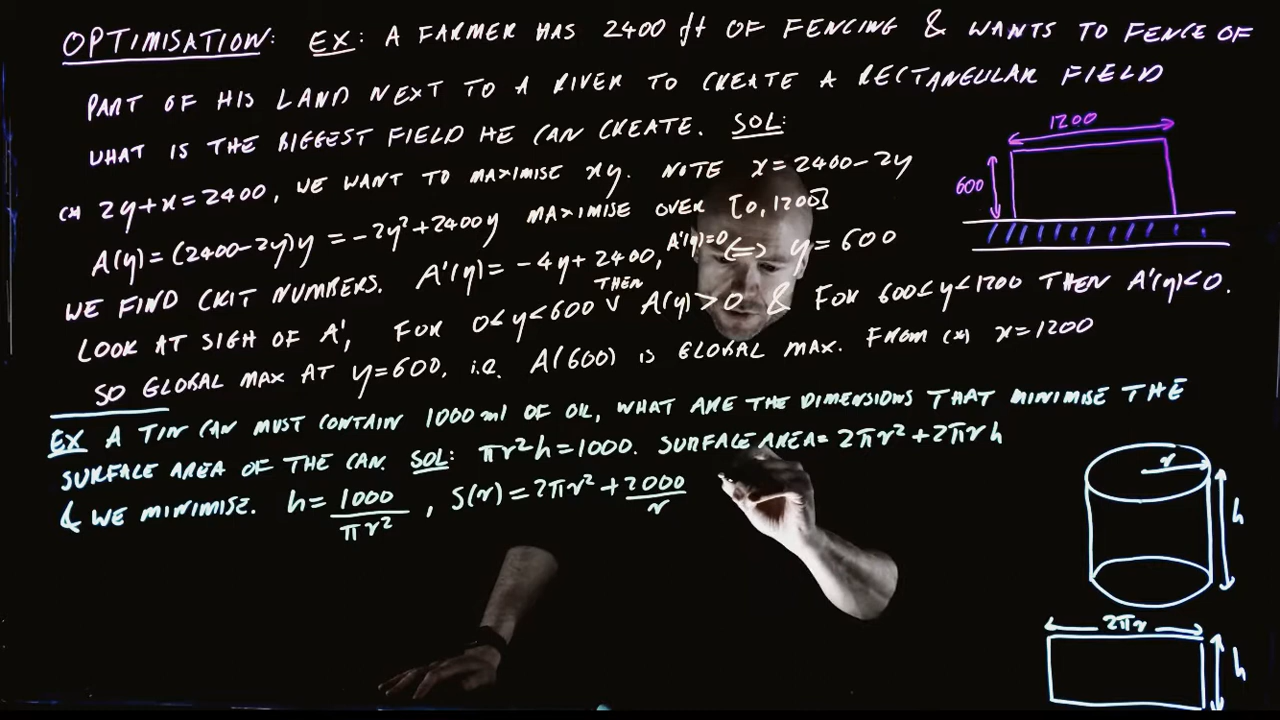 OPTIMISATION: EX: A FARMER HAS 2400 ft OF FENCING & WANTS TO FENCE OF
PART OF HIS LAND NEXT TO A RIVER TO CREATE A RECTANGULAR FIELD
WHAT IS THE BIGGEST FIELD HE CAN CREATE. SOL:
(*) 2y+x=2400, WE WANT TO MAXIMISE xy. NOTE x=2400-2y
A(y)=(2400-2y)y=-2y²+2400y MAXIMISE OVER [0,1200]
WE FIND CRIT NUMBERS. A'(y)=-4y+2400, A'(y)=0 ⇔ y=600
LOOK AT SIGN OF A', FOR 0<y<600 THEN A(y)>0 & FOR 600<y<1200 THEN A'(y)<0.
SO GLOBAL MAX AT y=600, i.e. A(600) IS GLOBAL MAX. FROM (*) x=1200
1200
600
EX A TIN CAN MUST CONTAIN 1000ml OF OIL, WHAT ARE THE DIMENSIONS THAT MINIMISE THE
SURFACE AREA OF THE CAN. SOL: πr²h=1000. SURFACE AREA=2πr²+2πrh
& WE MINIMISE. h=1000/πr², S(r)=2πr²+2000/r
r
h
2πr
h